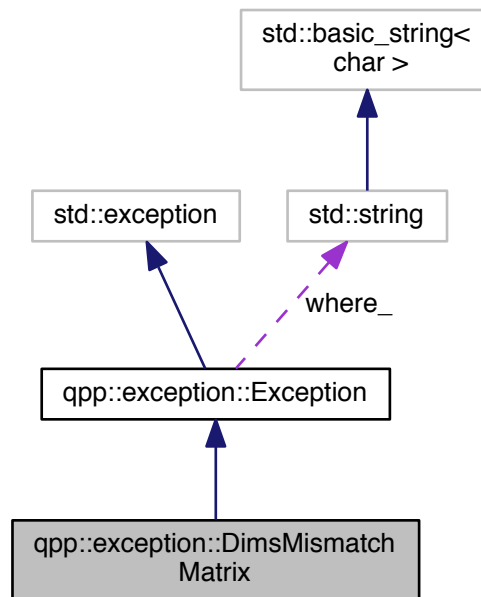 std::basic_string<
char >
std::exception
std::string
where_
qpp::exception::Exception
qpp::exception::DimsMismatch
Matrix